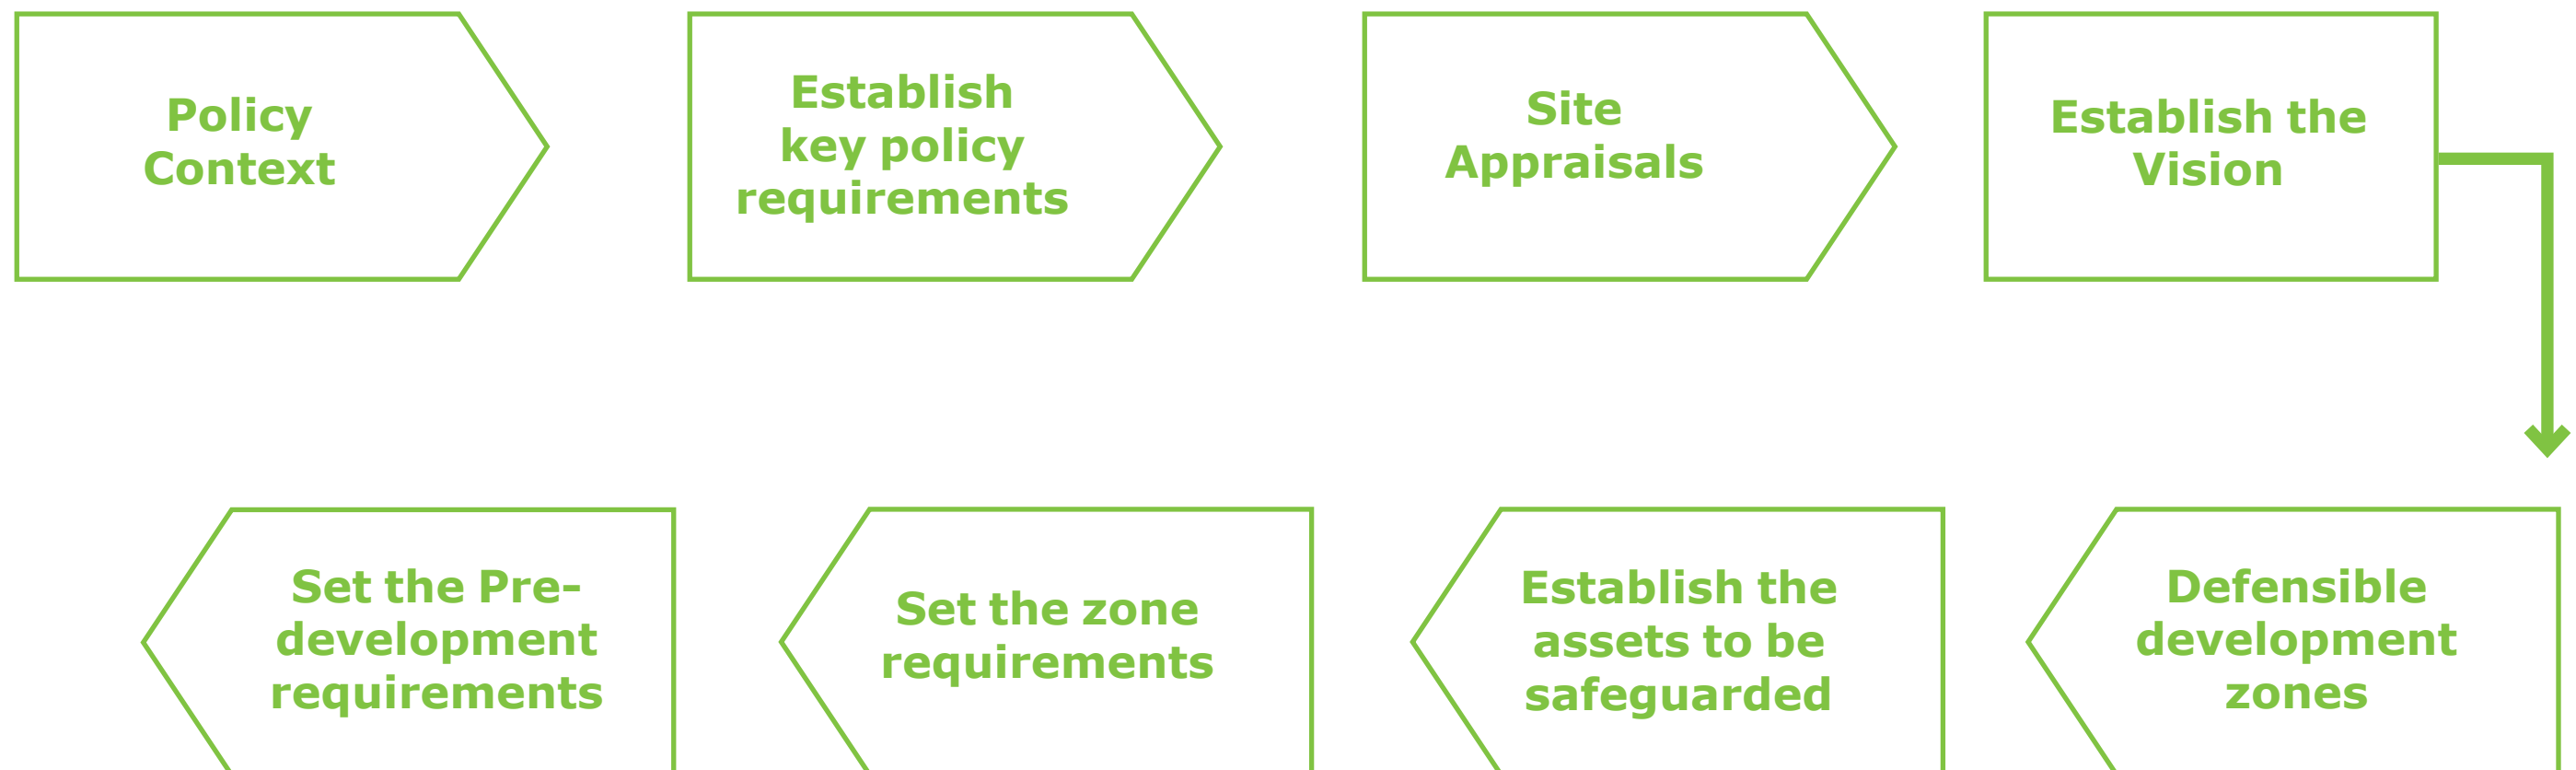 Policy
Context
Establish
key policy
requirements
Site
Appraisals
Establish the
Vision
Defensible
development
zones
Establish the
assets to be
safeguarded
Set the zone
requirements
Set the Pre-
development
requirements